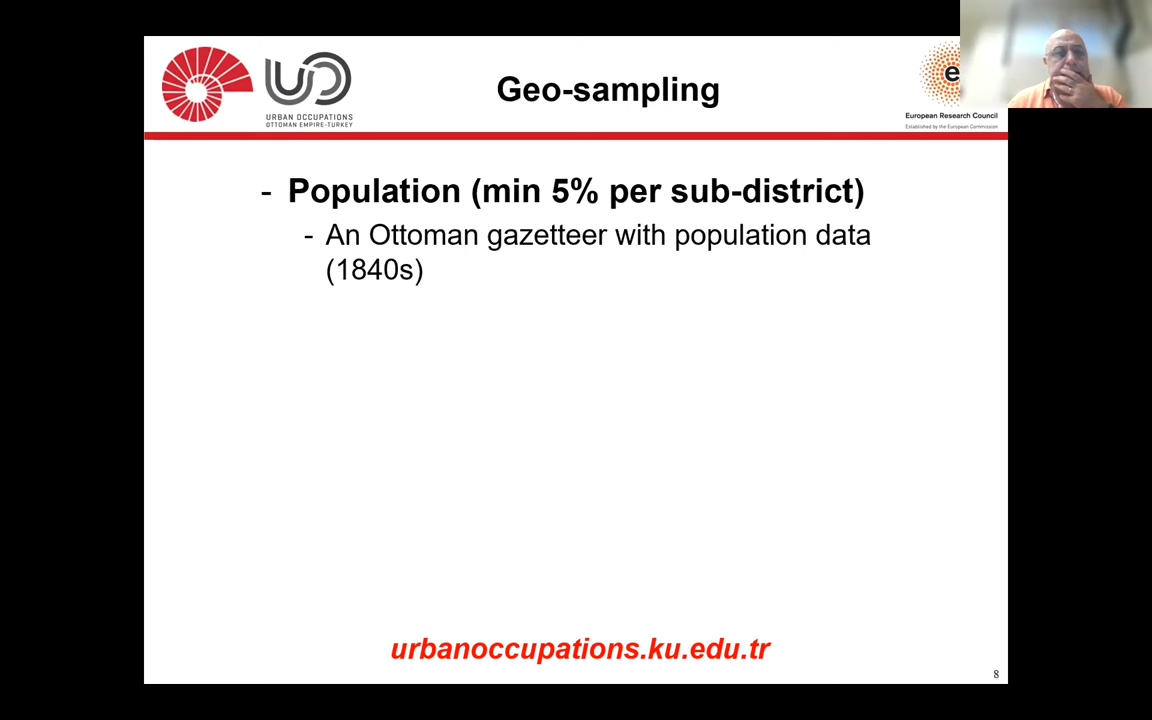 Geo-sampling
URBAN OCCUPATIONS
OTTOMAN EMPIRE-TURKEY
e
European Research Council
Established by the European Commission
- Population (min 5% per sub-district)
- An Ottoman gazetteer with population data
(1840s)
urbanoccupations.ku.edu.tr
8